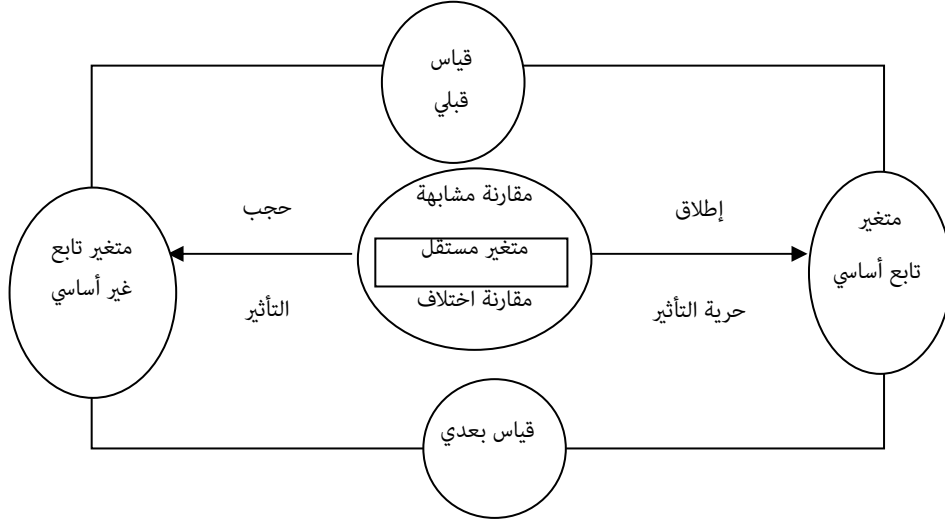 قياس
قبلي
مقارنة مشابهة
إطلاق
حجب
متغير
متغير تابع
متغير مستقل
تابع أساسي
غير أساسي
مقارنة اختلاف
حرية التأثير
التأثير
قياس بعدي